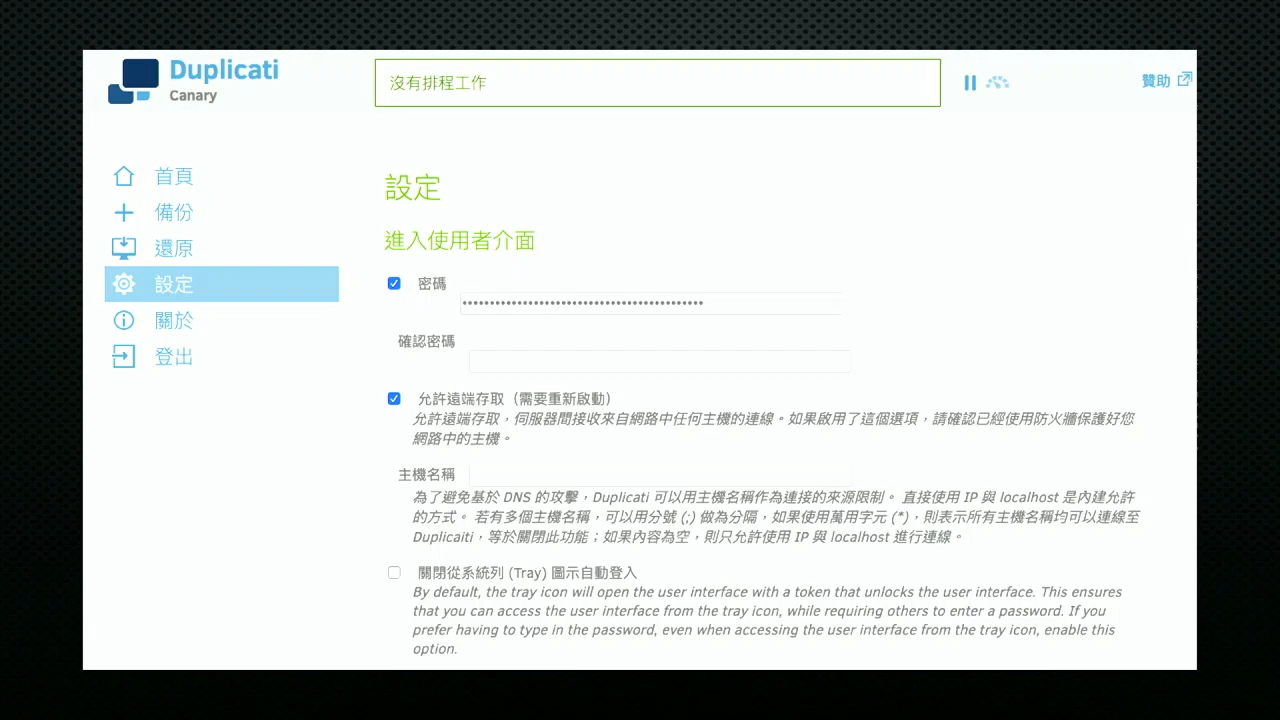 Duplicati
Canary
沒有排程工作
贊助
首頁
備份
還原
設定
關於
登出
設定
進入使用者介面
密碼
••••••••••••••••••••••••••••••••••••••••••••
確認密碼
允許遠端存取（需要重新啟動）
允許遠端存取，伺服器間接收來自網路中任何主機的連線。如果啟用了這個選項，請確認已經使用防火牆保護好您
網路中的主機。
主機名稱
為了避免基於 DNS 的攻擊，Duplicati 可以用主機名稱作為連接的來源限制。 直接使用 IP 與 localhost 是內建允許
的方式。 若有多個主機名稱，可以用分號 (;) 做為分隔，如果使用萬用字元 (*)，則表示所有主機名稱均可以連線至
Duplicaiti，等於關閉此功能；如果內容為空，則只允許使用 IP 與 localhost 進行連線。
關閉從系統列 (Tray) 圖示自動登入
By default, the tray icon will open the user interface with a token that unlocks the user interface. This ensures
that you can access the user interface from the tray icon, while requiring others to enter a password. If you
prefer having to type in the password, even when accessing the user interface from the tray icon, enable this
option.